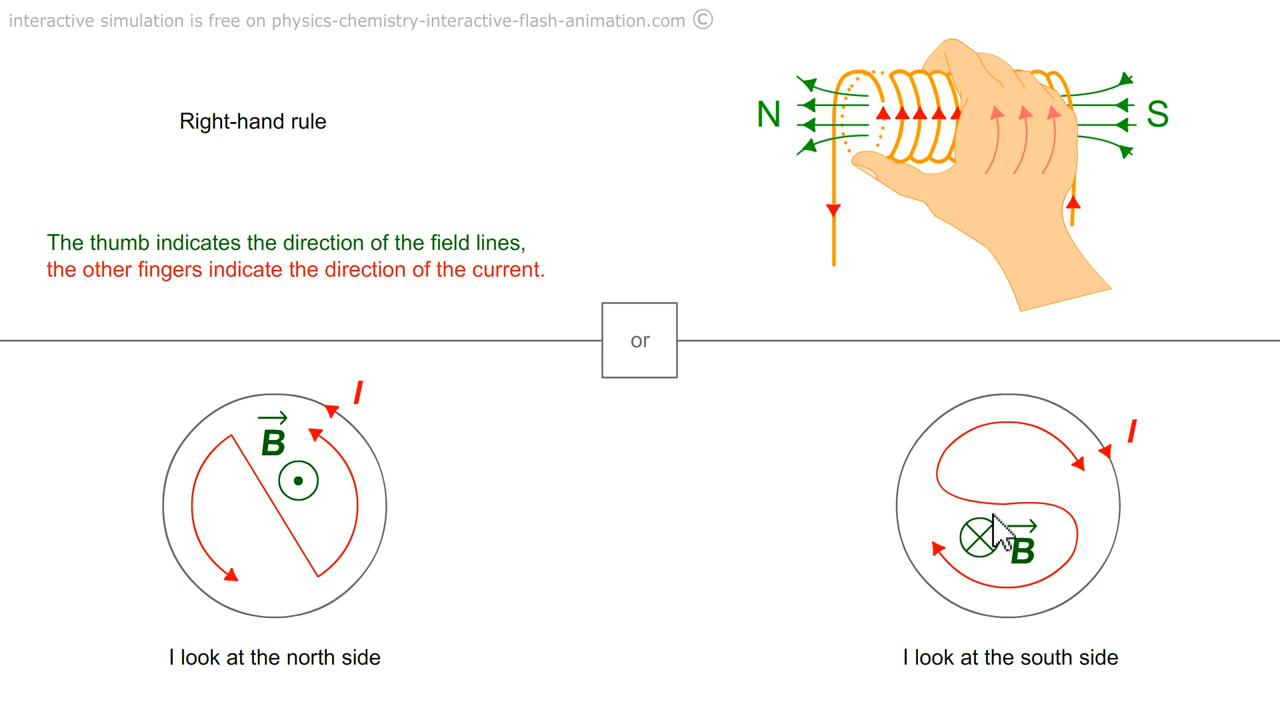 interactive simulation is free on physics-chemistry-interactive-flash-animation.com ©
Right-hand rule
N
S
The thumb indicates the direction of the field lines,
the other fingers indicate the direction of the current.
or
I
B
I
B
I look at the north side
I look at the south side